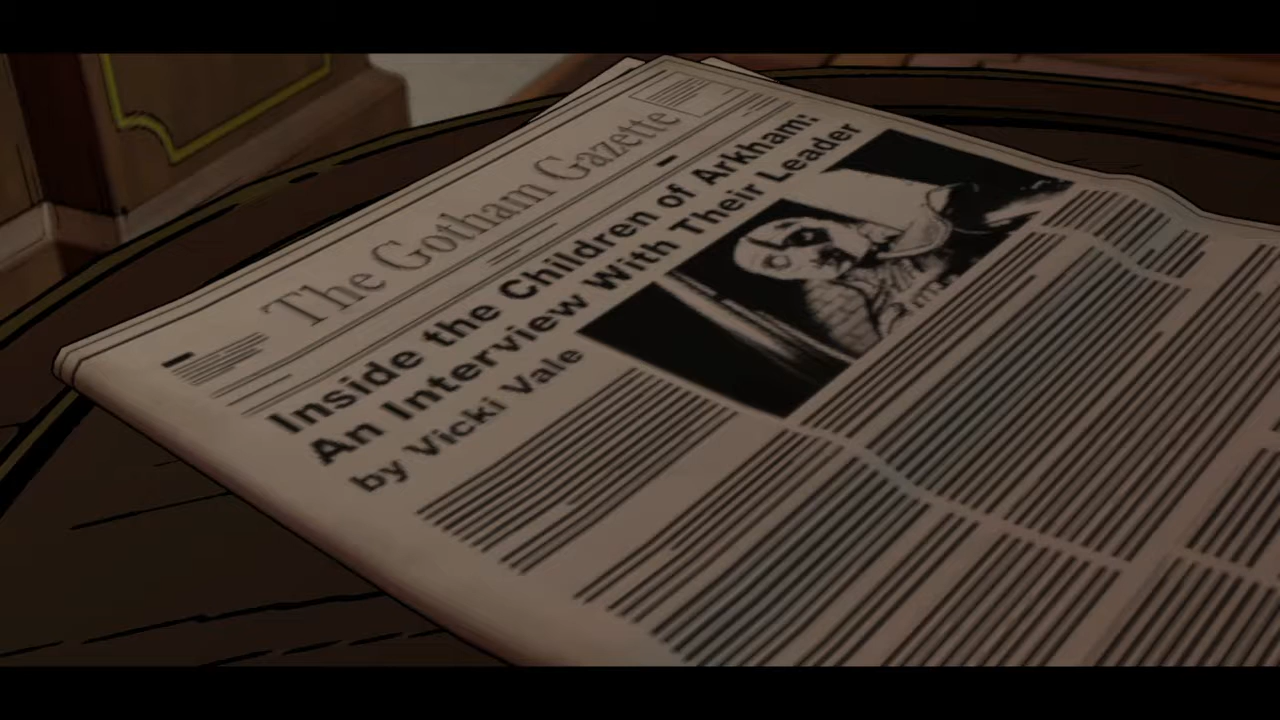 The Gotham Gazette
Inside the Children of Arkham:
An Interview With Their Leader
by Vicki Vale